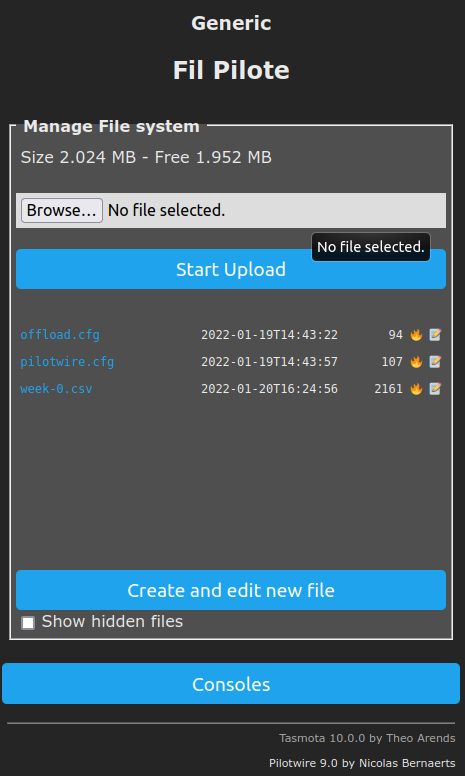 Generic
Fil Pilote
Manage File system
Size 2.024 MB - Free 1.952 MB
Browse... No file selected.
No file selected.
Start Upload
offload.cfg 2022-01-19T14:43:22 94
pilotwire.cfg 2022-01-19T14:43:57 107
week-0.csv 2022-01-20T16:24:56 2161
Create and edit new file
Show hidden files
Consoles
Tasmota 10.0.0 by Theo Arends
Pilotwire 9.0 by Nicolas Bernaerts